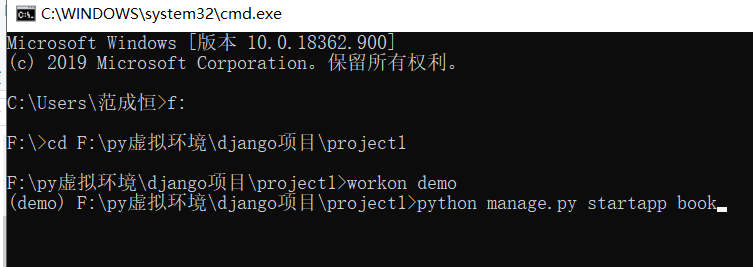 C:\WINDOWS\system32\cmd.exe
Microsoft Windows [版本 10.0.18362.900]
(c) 2019 Microsoft Corporation。保留所有权利。
C:\Users\范成恒>f:
F:\>cd F:\py虚拟环境\django项目\project1
F:\py虚拟环境\django项目\project1>workon demo
(demo) F:\py虚拟环境\django项目\project1>python manage.py startapp book